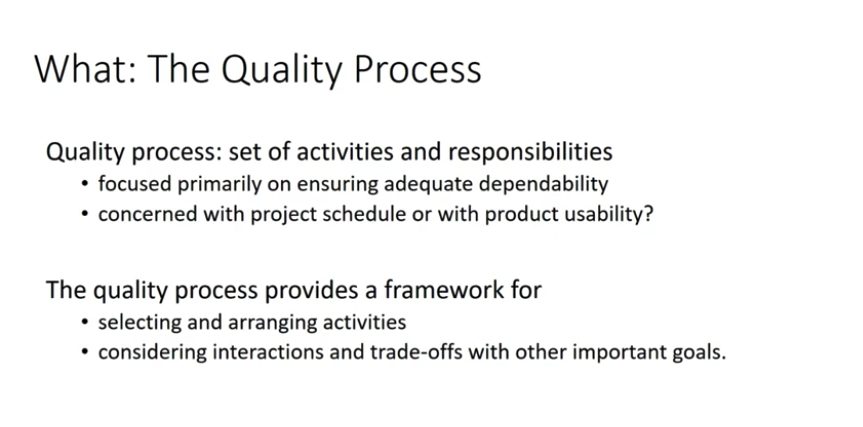 What: The Quality Process
Quality process: set of activities and responsibilities
• focused primarily on ensuring adequate dependability
• concerned with project schedule or with product usability?
The quality process provides a framework for
• selecting and arranging activities
• considering interactions and trade-offs with other important goals.